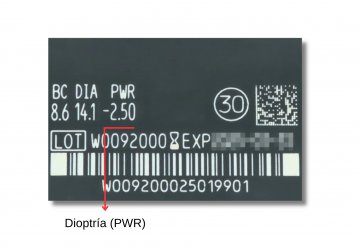 BC DIA PWR
8.6 14.1 -2.50
30
LOT W0092000 EXP
W009200025019901
Dioptría (PWR)